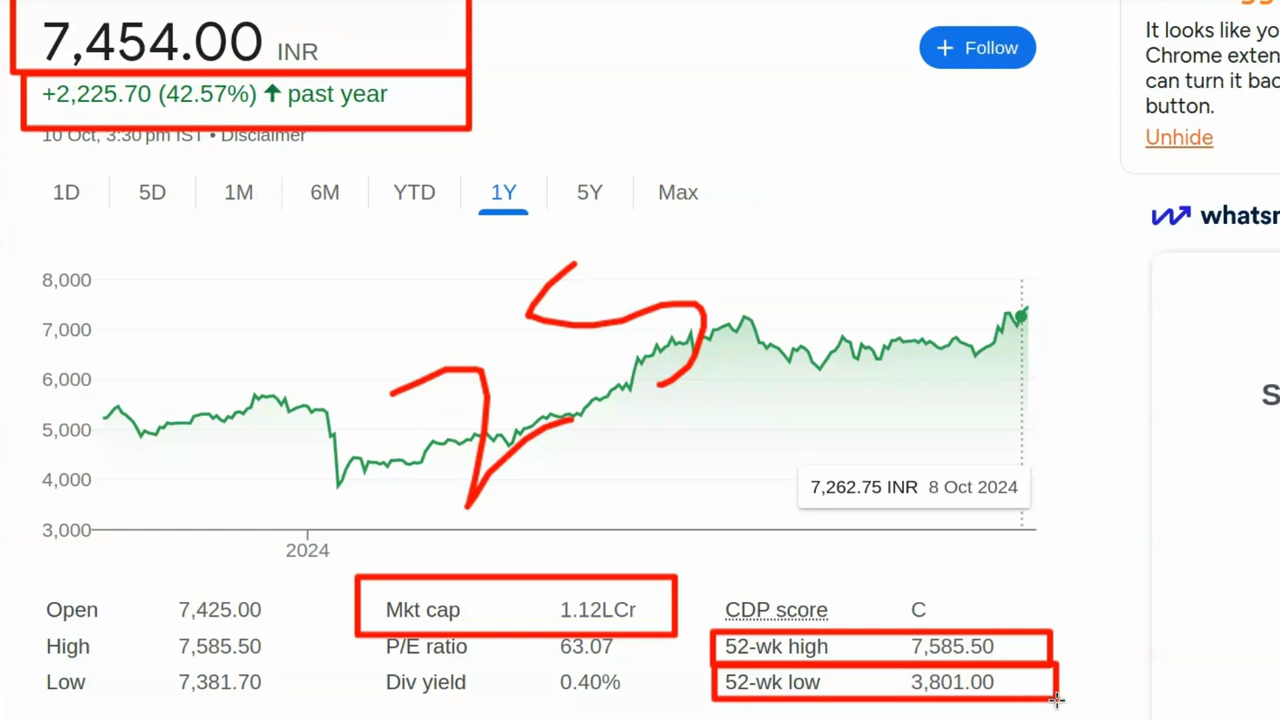 7,454.00 INR
+2,225.70 (42.57%) ↑ past year
10 Oct, 3:30 pm IST • Disclaimer
+ Follow
1D 5D 1M 6M YTD 1Y 5Y Max
8,000
7,000
6,000
5,000
4,000
3,000
2024
7,262.75 INR 8 Oct 2024
Open 7,425.00 Mkt cap 1.12LCr CDP score C
High 7,585.50 P/E ratio 63.07 52-wk high 7,585.50
Low 7,381.70 Div yield 0.40% 52-wk low 3,801.00
It looks like yo
Chrome exten
can turn it bac
button.
Unhide
whatsm
S